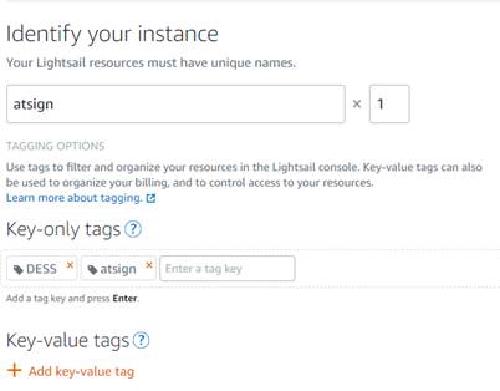 Identify your instance
Your Lightsail resources must have unique names.
atsign x 1
TAGGING OPTIONS
Use tags to filter and organize your resources in the Lightsail console. Key-value tags can also
be used to organize your billing, and to control access to your resources.
Learn more about tagging.
Key-only tags ?
DESS x atsign x Enter a tag key
Add a tag key and press Enter.
Key-value tags ?
+ Add key-value tag